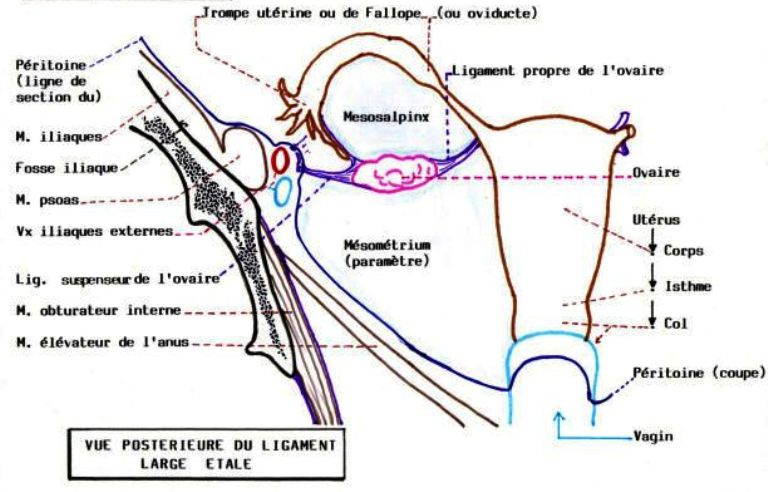 Trompe utérine ou de Fallope (ou oviducte)
Péritoine
(ligne de
section du)
M. iliaques
Fosse iliaque
M. psoas
Vx iliaques externes
Lig. suspenseur de l'ovaire
M. obturateur interne
M. élévateur de l'anus
Mesosalpinx
Mésométrium
(paramètre)
Ligament propre de l'ovaire
Ovaire
Utérus
Corps
Isthme
Col
Péritoine (coupe)
Vagin
VUE POSTERIEURE DU LIGAMENT
LARGE ETALE